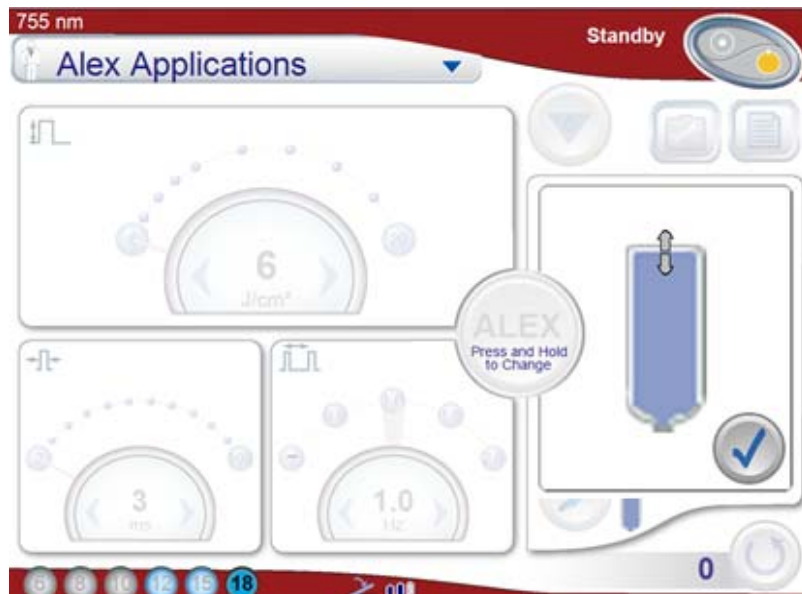 755 nm
Standby
Alex Applications
6
J/cm²
ALEX
Press and Hold
to Change
3
ms
1.0
Hz
0
6 8 10 12 15 18